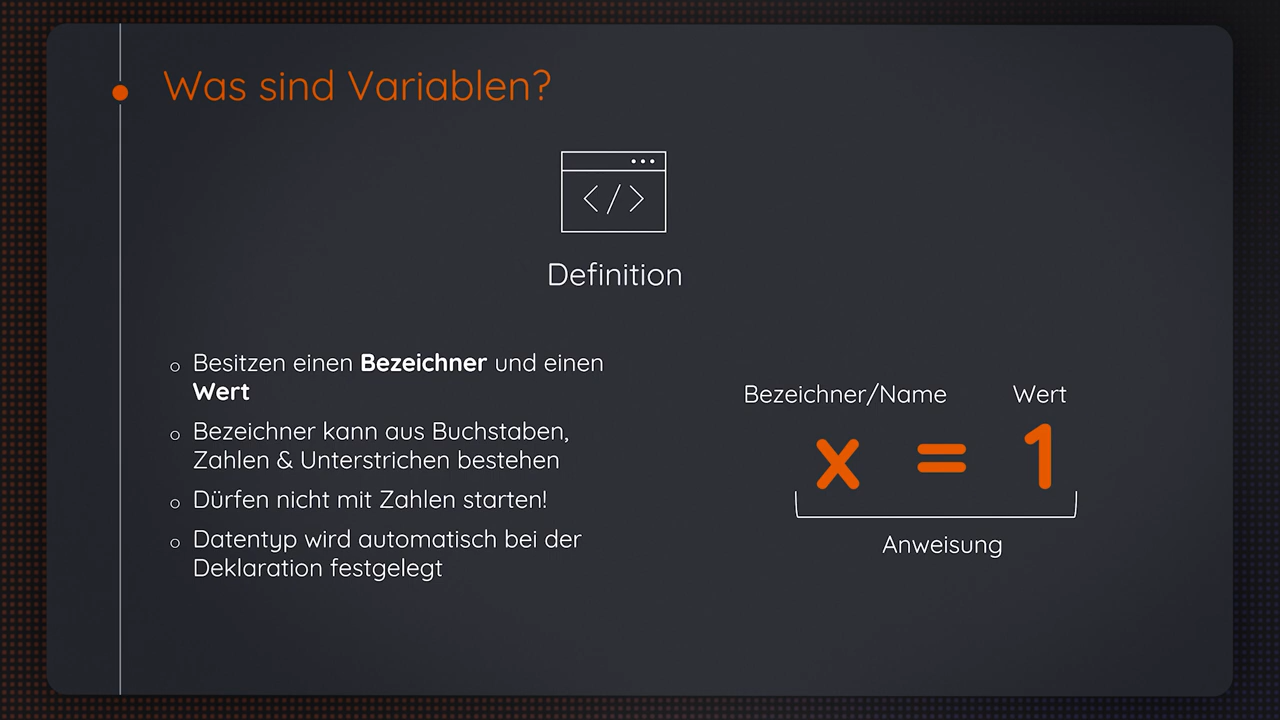 Was sind Variablen?
</>
Definition
Besitzen einen Bezeichner und einen
Wert
Bezeichner kann aus Buchstaben,
Zahlen & Unterstrichen bestehen
Dürfen nicht mit Zahlen starten!
Datentyp wird automatisch bei der
Deklaration festgelegt
Bezeichner/Name Wert
x = 1
Anweisung